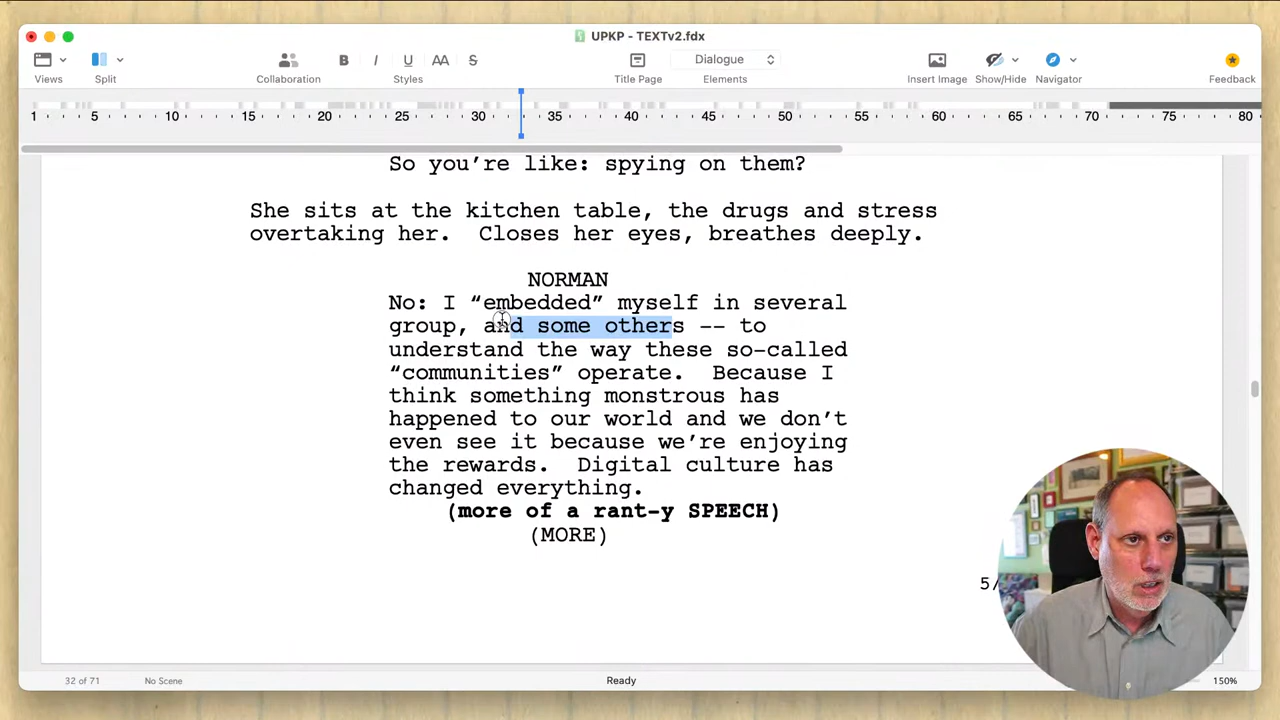 UPKP - TEXTv2.fdx
B I U AA S Dialogue
Views Split Collaboration Styles Title Page Elements Insert Image Show/Hide Navigator Feedback
1 5 10 15 20 25 30 35 40 45 50 55 60 65 70 75 80
So you're like: spying on them?
She sits at the kitchen table, the drugs and stress
overtaking her.  Closes her eyes, breathes deeply.
NORMAN
No: I “embedded” myself in several
group, and some others -- to
understand the way these so-called
“communities” operate.  Because I
think something monstrous has
happened to our world and we don't
even see it because we're enjoying
the rewards.  Digital culture has
changed everything.
(more of a rant-y SPEECH)
(MORE)
5/
32 of 71 No Scene Ready 150%